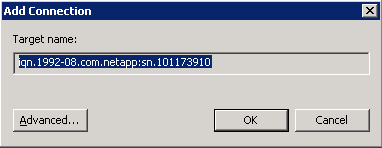 Add Connection
Target name:
iqn.1992-08.com.netapp:sn.101173910
Advanced...
OK
Cancel